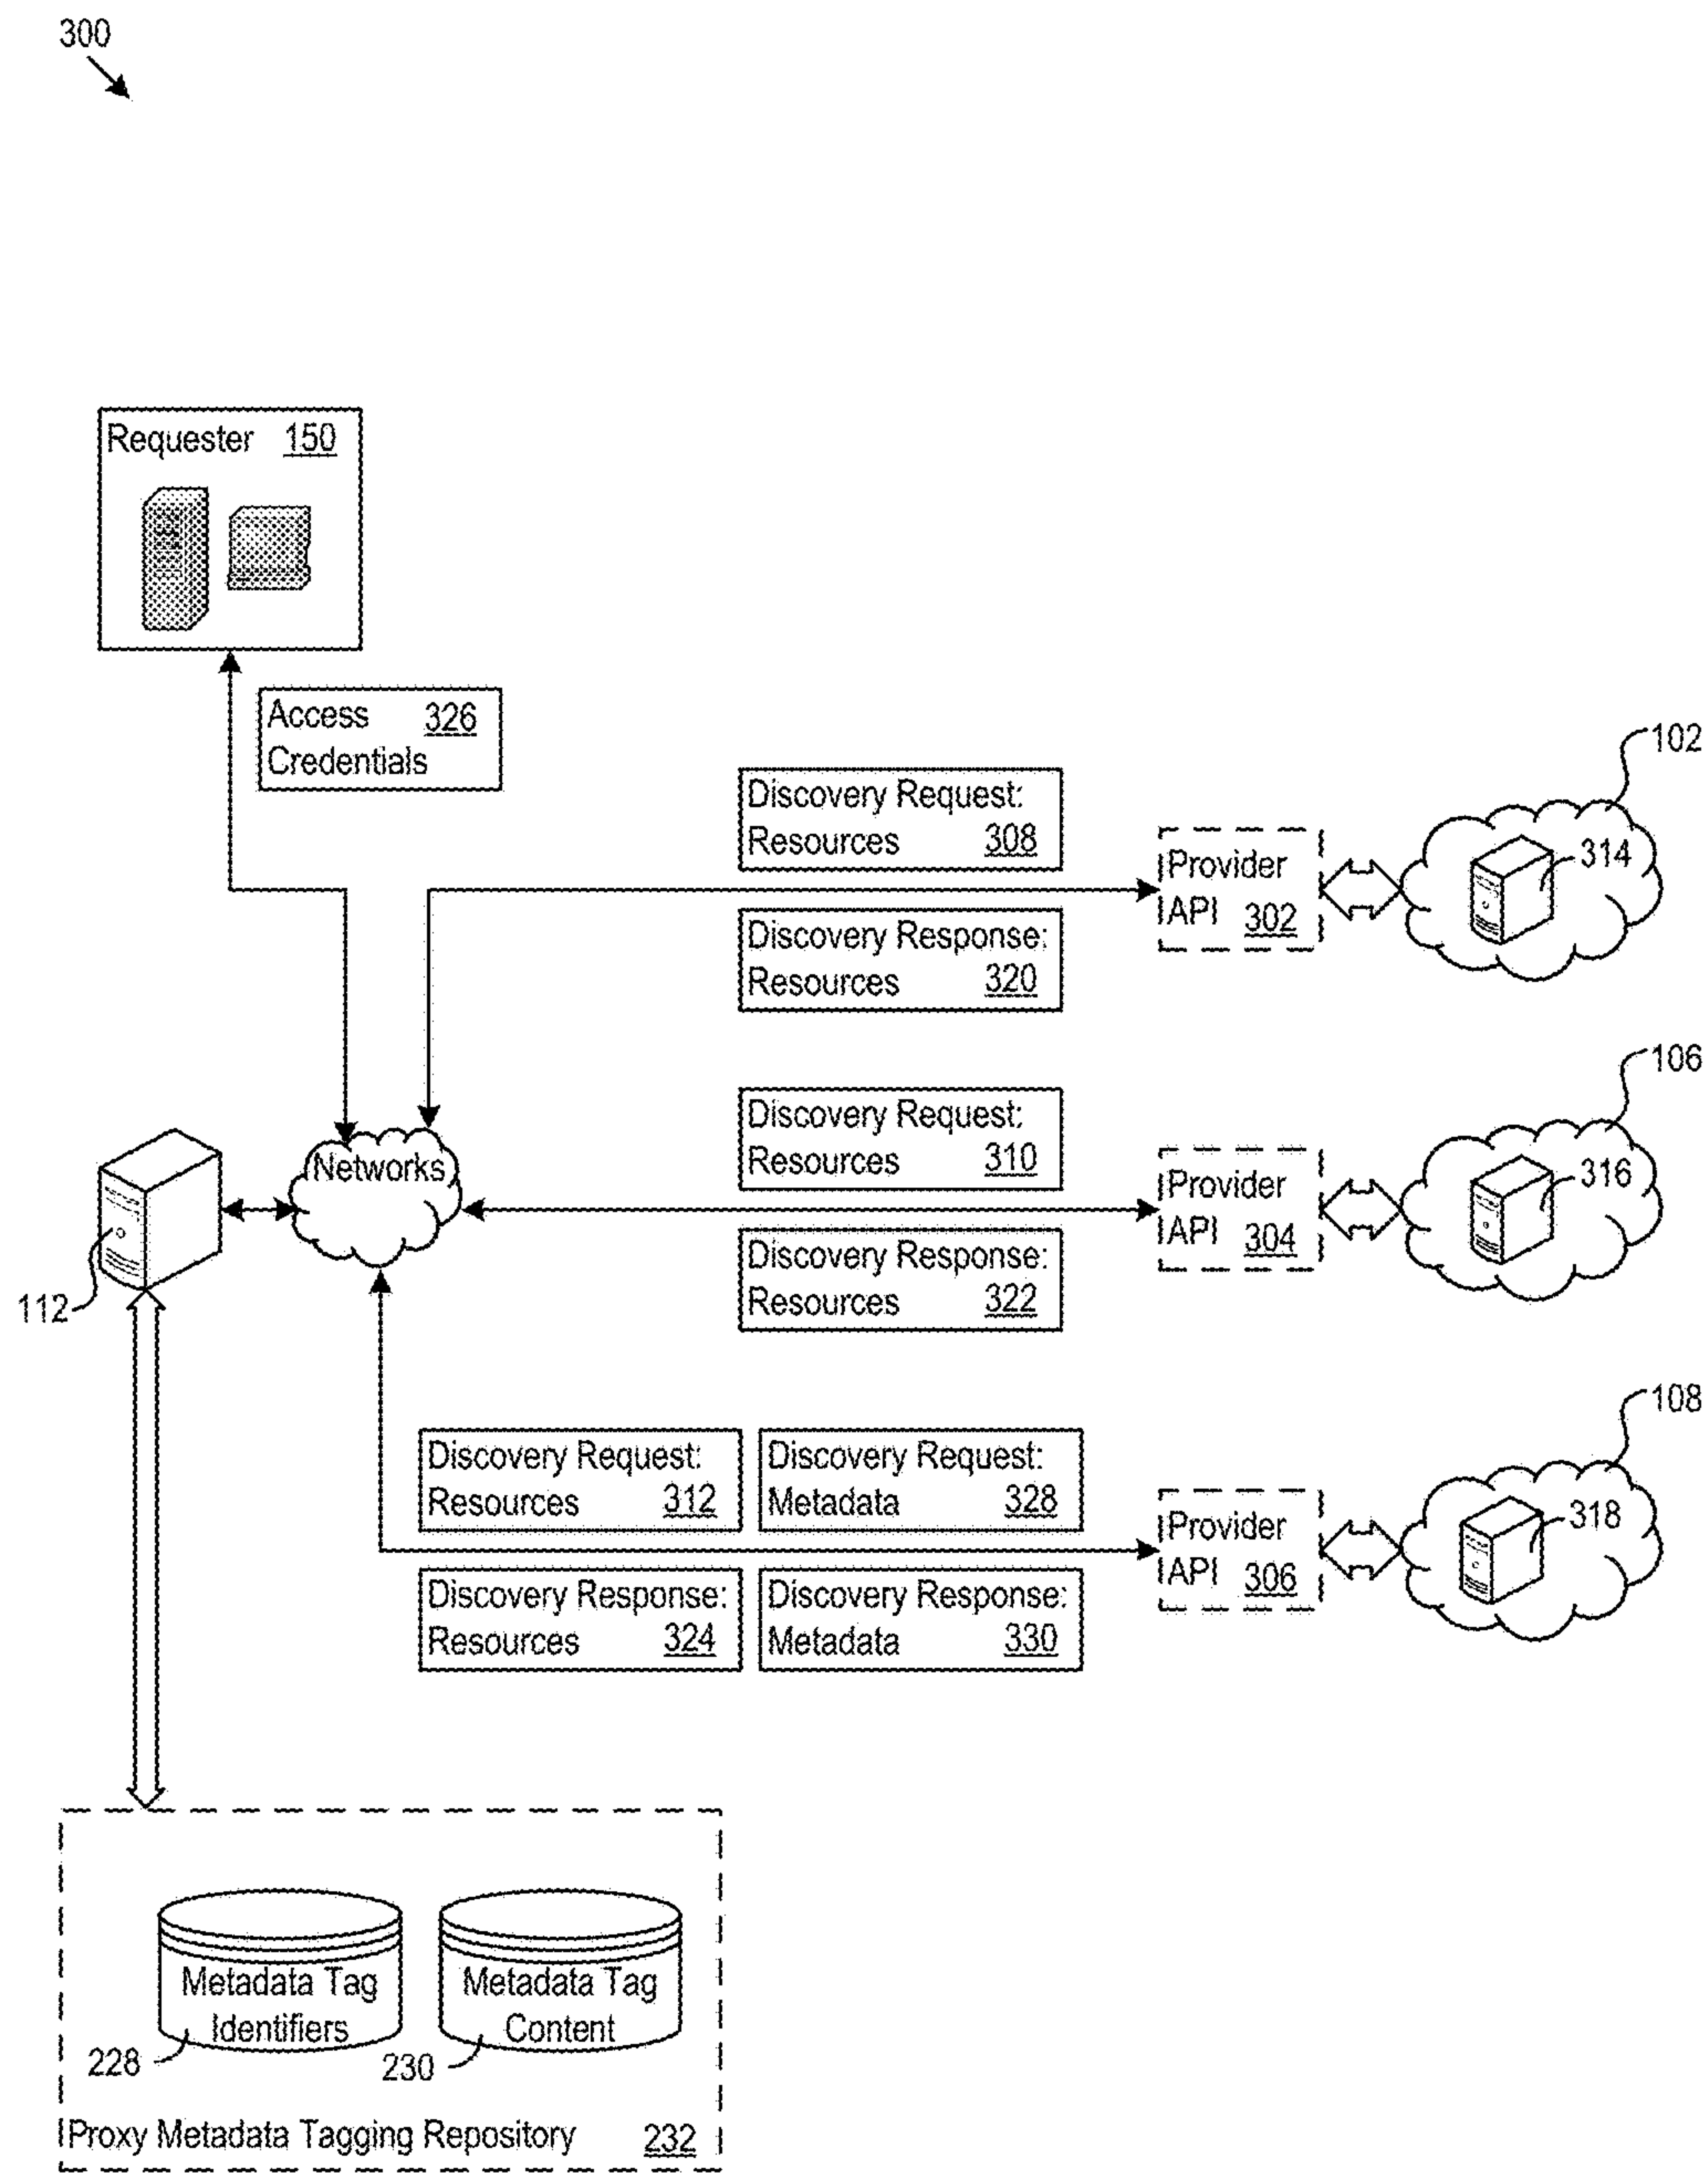 300
Requester 150
Access 326
Credentials
102
Discovery Request:
Resources 308
Provider
API 302
314
Discovery Response:
Resources 320
106
Discovery Request:
Resources 310
Networks
Provider
API 304
316
112
Discovery Response:
Resources 322
108
Discovery Request:
Resources 312
Discovery Request:
Metadata 328
Provider
API 306
318
Discovery Response:
Resources 324
Discovery Response:
Metadata 330
Metadata Tag
Identifiers
228
Metadata Tag
Content
230
Proxy Metadata Tagging Repository 232